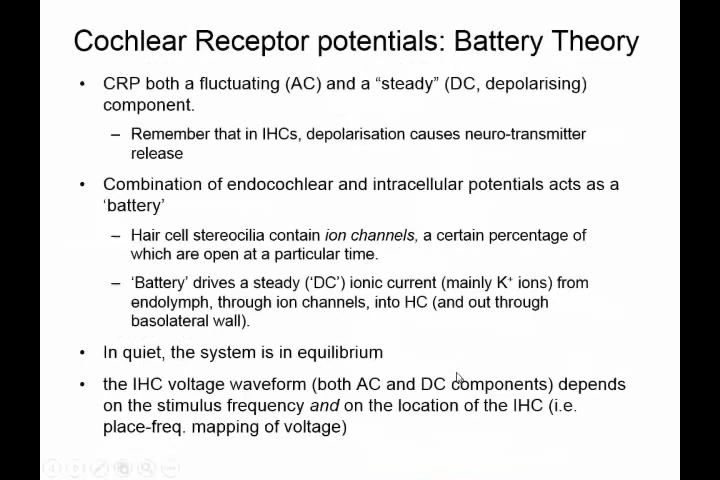 Cochlear Receptor potentials: Battery Theory
• CRP both a fluctuating (AC) and a “steady” (DC, depolarising)
component.
– Remember that in IHCs, depolarisation causes neuro-transmitter
release
• Combination of endocochlear and intracellular potentials acts as a
‘battery’
– Hair cell stereocilia contain ion channels, a certain percentage of
which are open at a particular time.
– ‘Battery’ drives a steady (‘DC’) ionic current (mainly K⁺ ions) from
endolymph, through ion channels, into HC (and out through
basolateral wall).
• In quiet, the system is in equilibrium
• the IHC voltage waveform (both AC and DC components) depends
on the stimulus frequency and on the location of the IHC (i.e.
place-freq. mapping of voltage)